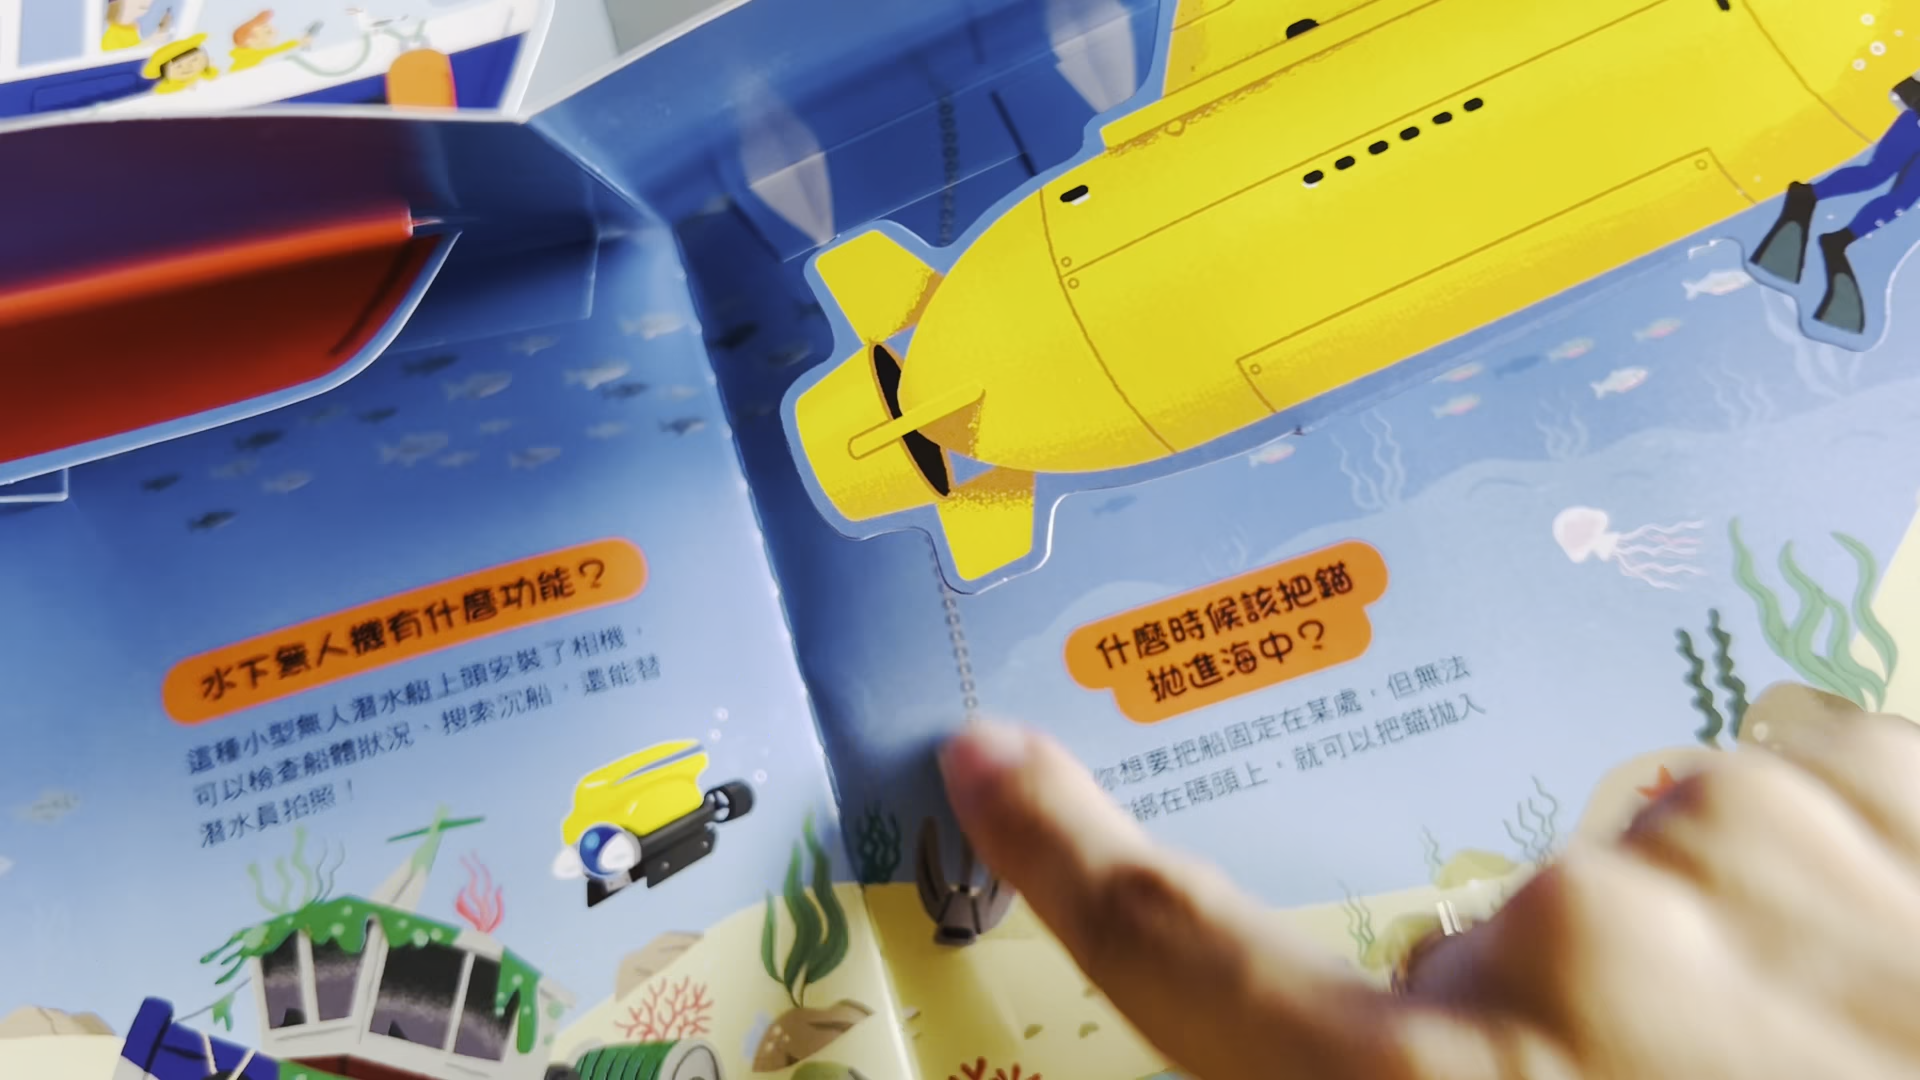 水下無人機有什麼功能？
這種小型無人潛水艇上頭安裝了相機，
可以檢查船體狀況、搜索沉船，還能替
潛水員拍照！
什麼時候該把錨
拋進海中？
你想要把船固定在某處，但無法
綁在碼頭上，就可以把錨拋入